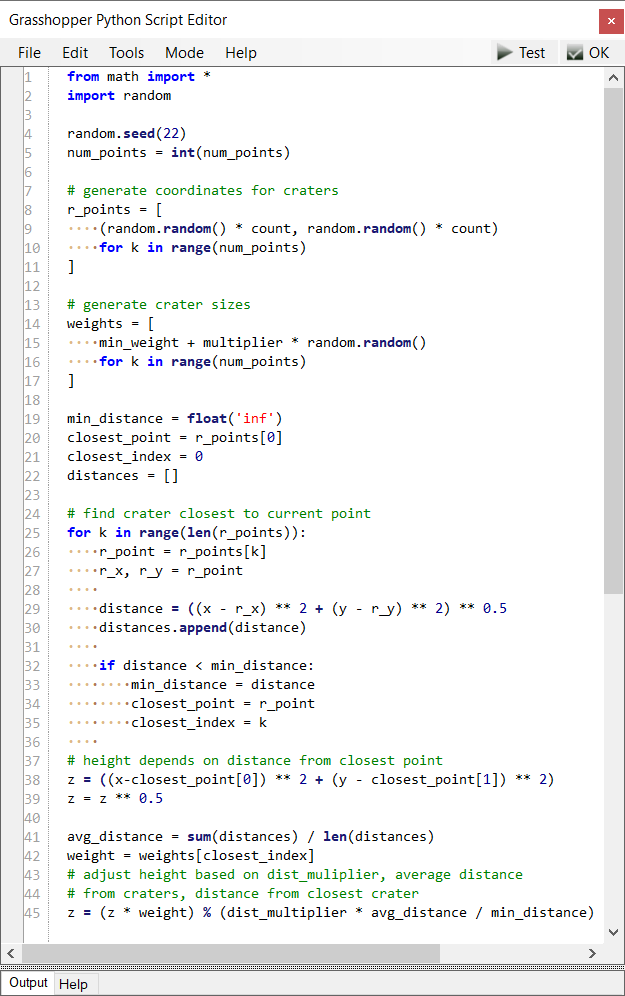 Grasshopper Python Script Editor
File Edit Tools Mode Help Test OK
1 from math import *
2 import random
3
4 random.seed(22)
5 num_points = int(num_points)
6
7 # generate coordinates for craters
8 r_points = [
9 ····(random.random() * count, random.random() * count)
10 ····for k in range(num_points)
11 ]
12
13 # generate crater sizes
14 weights = [
15 ····min_weight + multiplier * random.random()
16 ····for k in range(num_points)
17 ]
18
19 min_distance = float('inf')
20 closest_point = r_points[0]
21 closest_index = 0
22 distances = []
23
24 # find crater closest to current point
25 for k in range(len(r_points)):
26 ····r_point = r_points[k]
27 ····r_x, r_y = r_point
28 ····
29 ····distance = ((x - r_x) ** 2 + (y - r_y) ** 2) ** 0.5
30 ····distances.append(distance)
31 ····
32 ····if distance < min_distance:
33 ········min_distance = distance
34 ········closest_point = r_point
35 ········closest_index = k
36 ····
37 # height depends on distance from closest point
38 z = ((x-closest_point[0]) ** 2 + (y - closest_point[1]) ** 2)
39 z = z ** 0.5
40
41 avg_distance = sum(distances) / len(distances)
42 weight = weights[closest_index]
43 # adjust height based on dist_muliplier, average distance
44 # from craters, distance from closest crater
45 z = (z * weight) % (dist_multiplier * avg_distance / min_distance)
Output Help